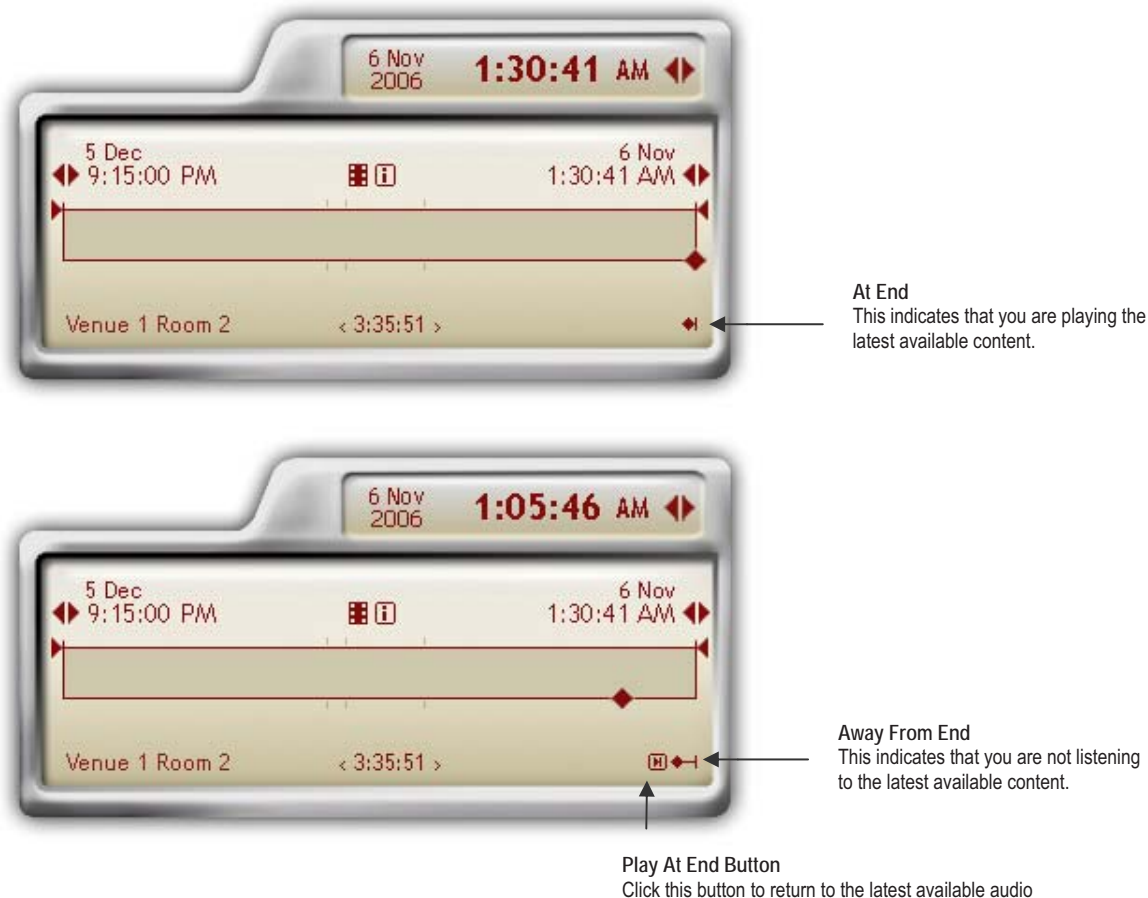 6 Nov
2006
1:30:41 AM
5 Dec
9:15:00 PM
6 Nov
1:30:41 AM
Venue 1 Room 2
< 3:35:51 >
At End
This indicates that you are playing the
latest available content.
6 Nov
2006
1:05:46 AM
5 Dec
9:15:00 PM
6 Nov
1:30:41 AM
Venue 1 Room 2
< 3:35:51 >
Away From End
This indicates that you are not listening
to the latest available content.
Play At End Button
Click this button to return to the latest available audio